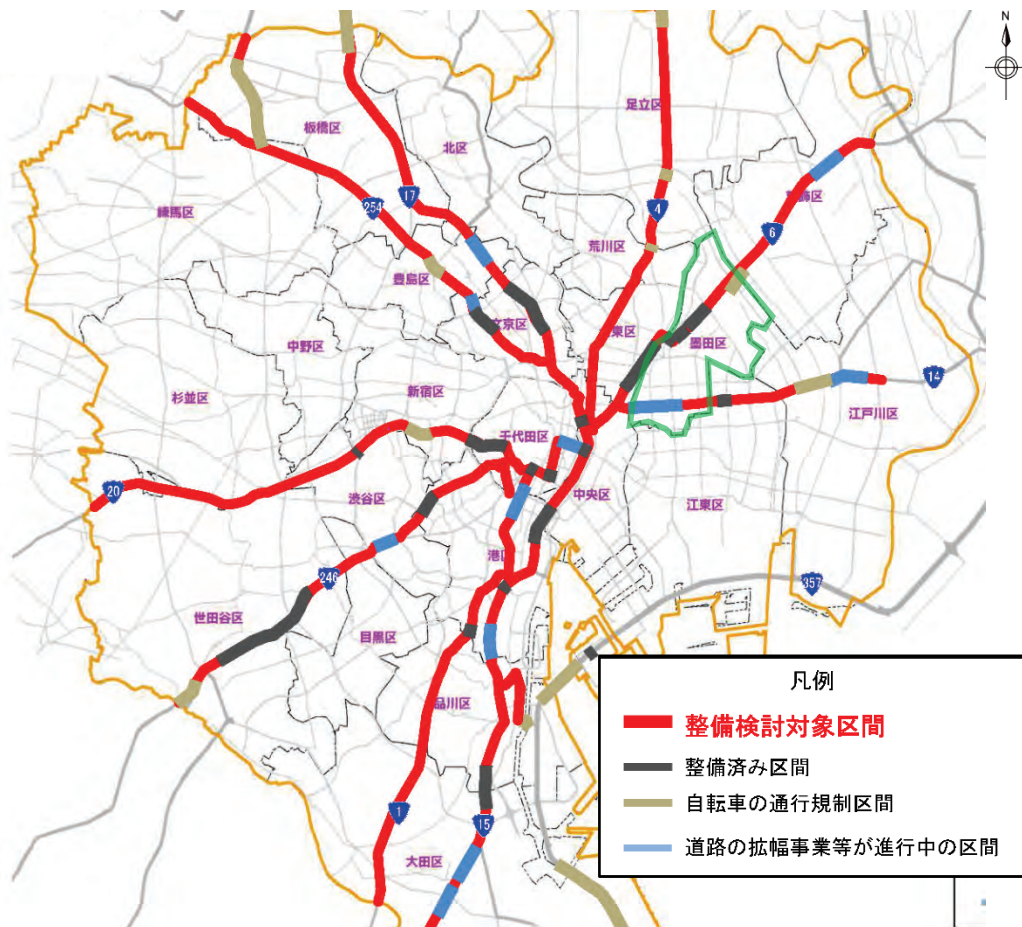 N
足立区
板橋区
北区
17
練馬区
254
4
6
荒川区
豊島区
文京区
東区
墨田区
中野区
新宿区
杉並区
千代田区
14
江戸川区
20
渋谷区
中央区
江東区
港区
246
357
世田谷区
目黒区
品川区
1
15
大田区
凡例
整備検討対象区間
整備済み区間
自転車の通行規制区間
道路の拡幅事業等が進行中の区間